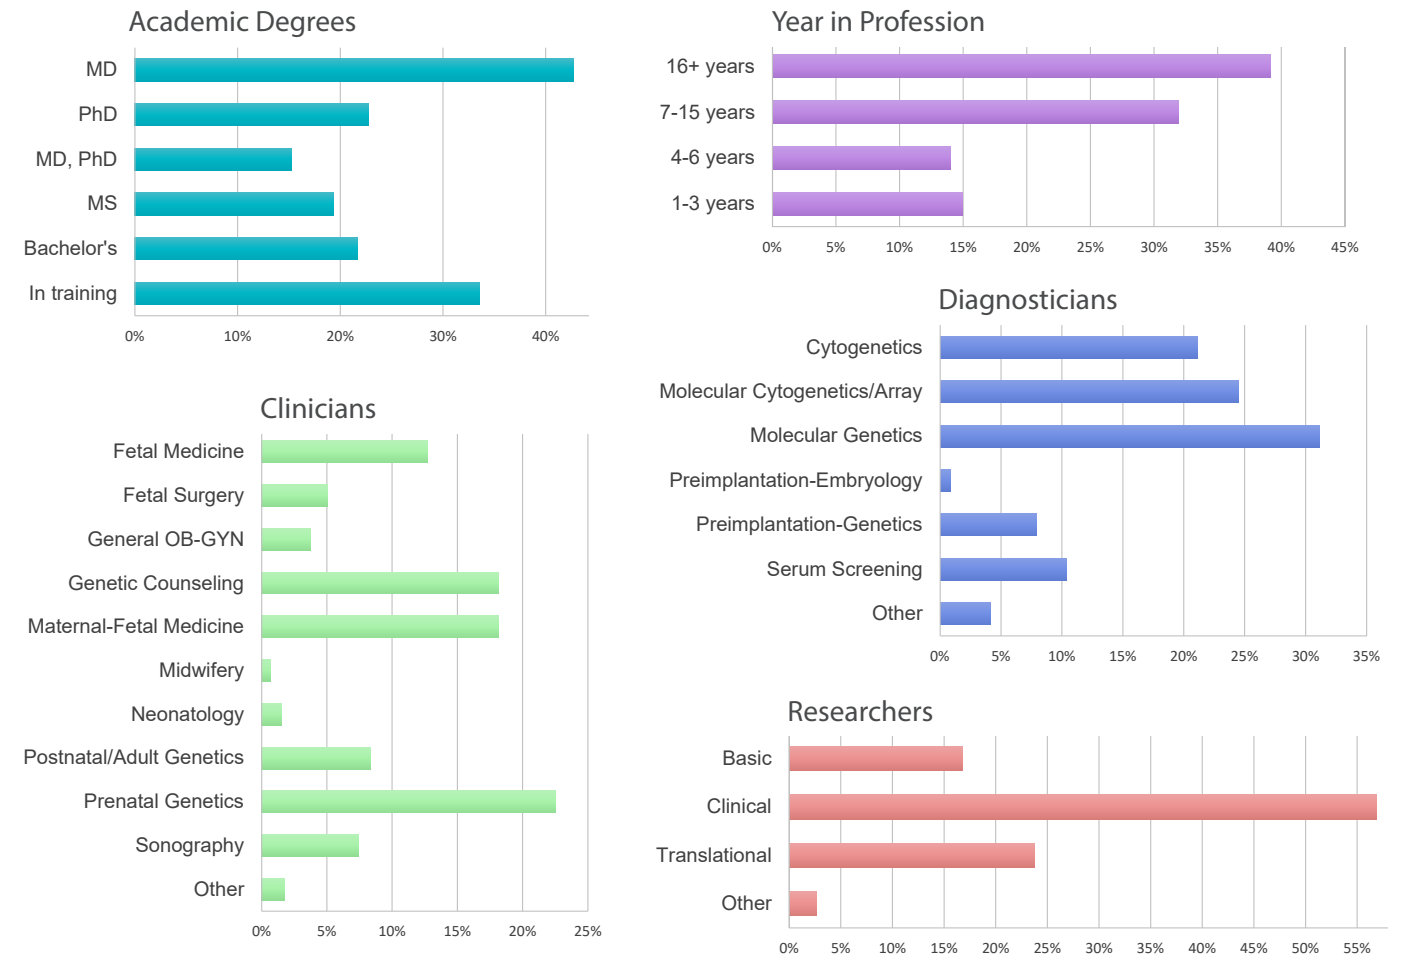 Academic Degrees
MD
PhD
MD, PhD
MS
Bachelor's
In training
0% 10% 20% 30% 40%
Year in Profession
16+ years
7-15 years
4-6 years
1-3 years
0% 5% 10% 15% 20% 25% 30% 35% 40% 45%
Clinicians
Fetal Medicine
Fetal Surgery
General OB-GYN
Genetic Counseling
Maternal-Fetal Medicine
Midwifery
Neonatology
Postnatal/Adult Genetics
Prenatal Genetics
Sonography
Other
0% 5% 10% 15% 20% 25%
Diagnosticians
Cytogenetics
Molecular Cytogenetics/Array
Molecular Genetics
Preimplantation-Embryology
Preimplantation-Genetics
Serum Screening
Other
0% 5% 10% 15% 20% 25% 30% 35%
Researchers
Basic
Clinical
Translational
Other
0% 5% 10% 15% 20% 25% 30% 35% 40% 45% 50% 55%